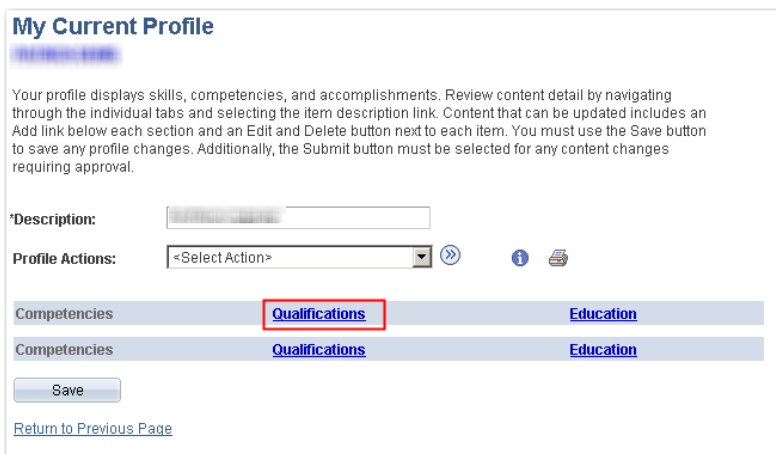 My Current Profile
Your profile displays skills, competencies, and accomplishments. Review content detail by navigating
through the individual tabs and selecting the item description link. Content that can be updated includes an
Add link below each section and an Edit and Delete button next to each item. You must use the Save button
to save any profile changes. Additionally, the Submit button must be selected for any content changes
requiring approval.
*Description:
Profile Actions: <Select Action>
Competencies Qualifications Education
Competencies Qualifications Education
Save
Return to Previous Page